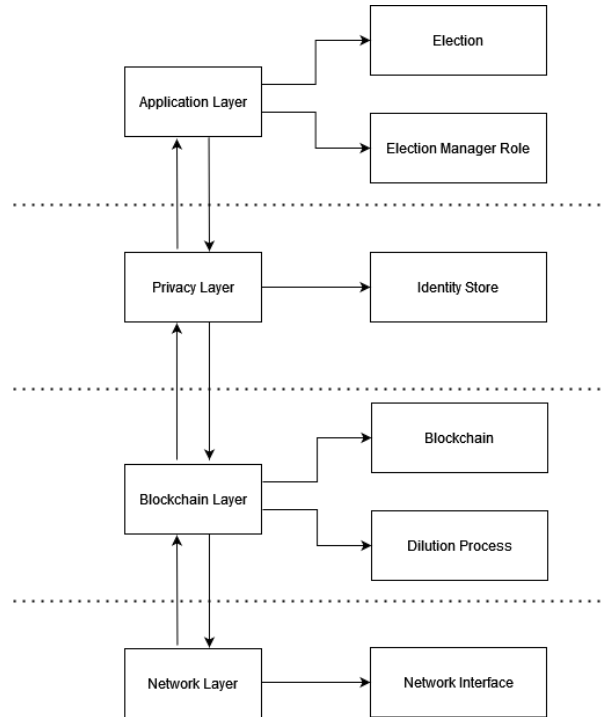 Election
Application Layer
Election Manager Role
Privacy Layer
Identity Store
Blockchain
Blockchain Layer
Dilution Process
Network Layer
Network Interface